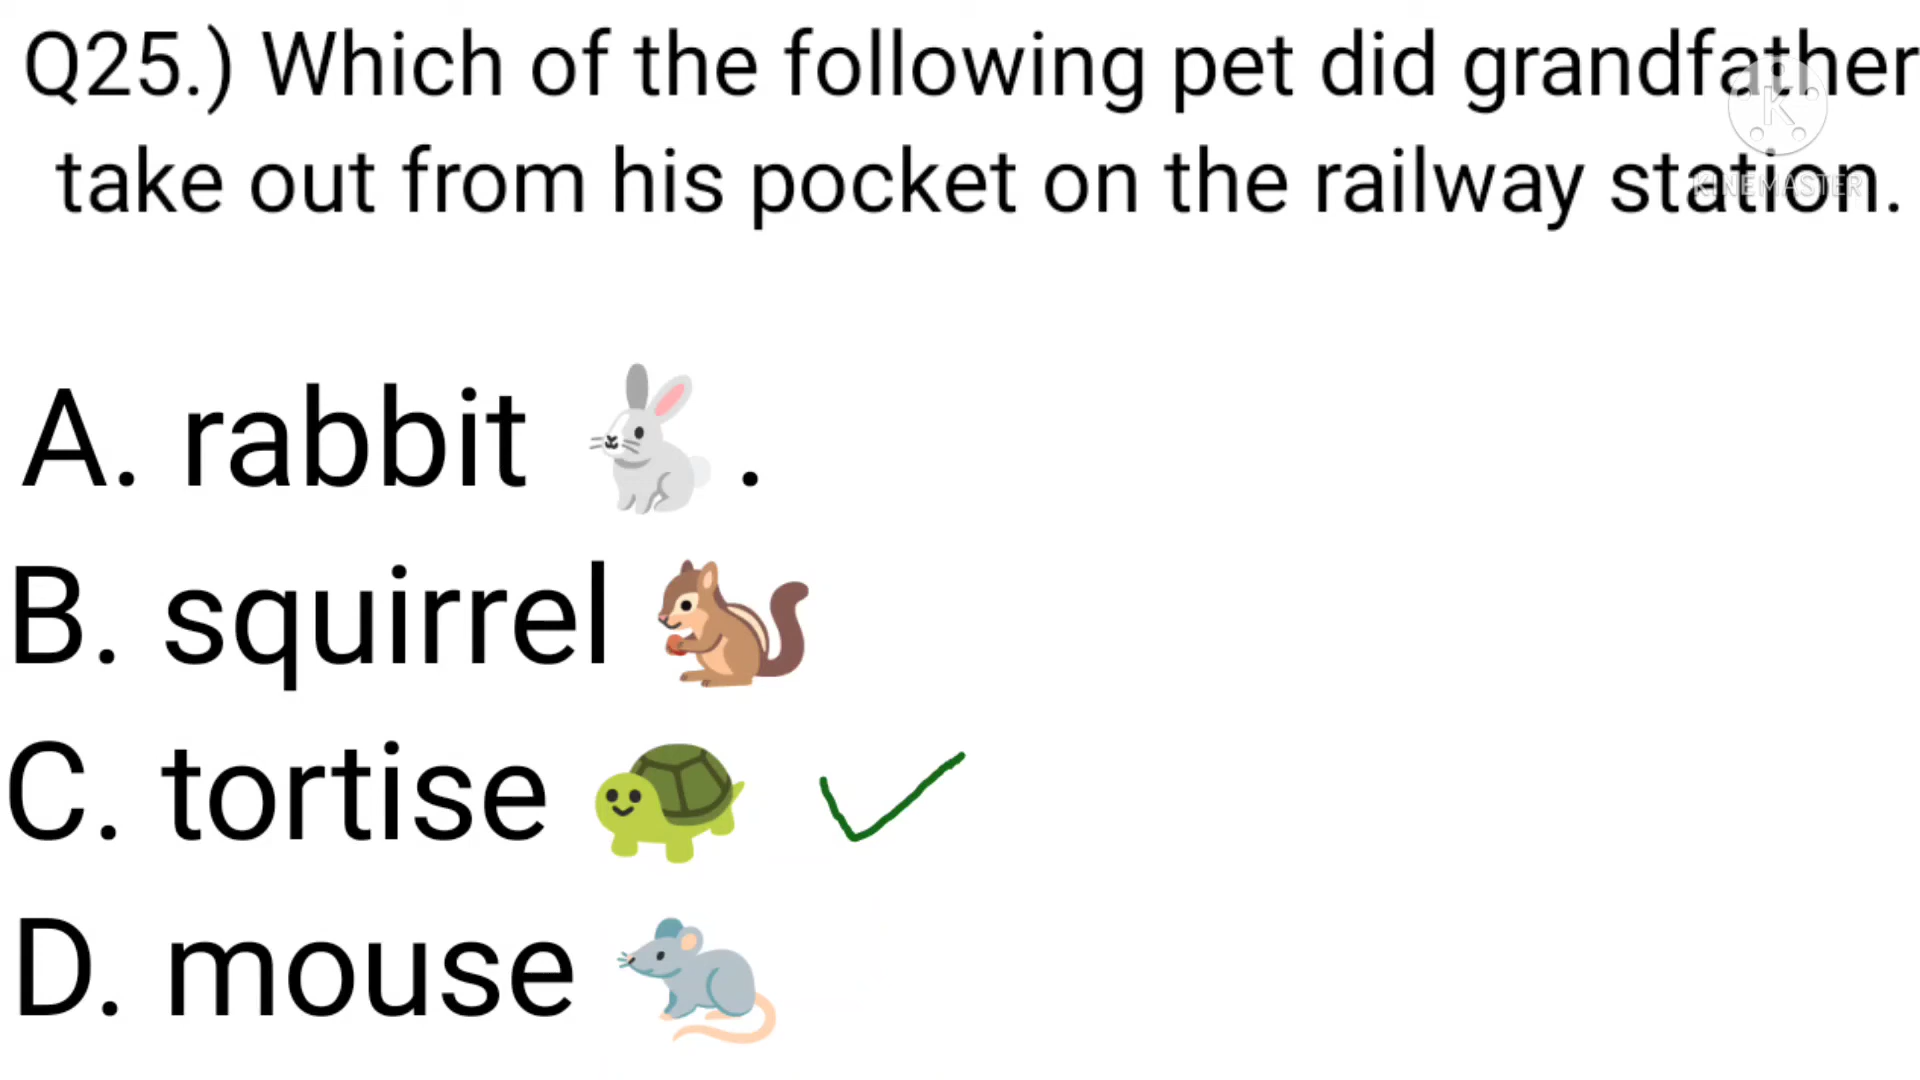 Q25.) Which of the following pet did grandfather
take out from his pocket on the railway station.
A. rabbit 🐇 .
B. squirrel 🐿️
C. tortise 🐢
D. mouse 🐁
K
KINEMASTER